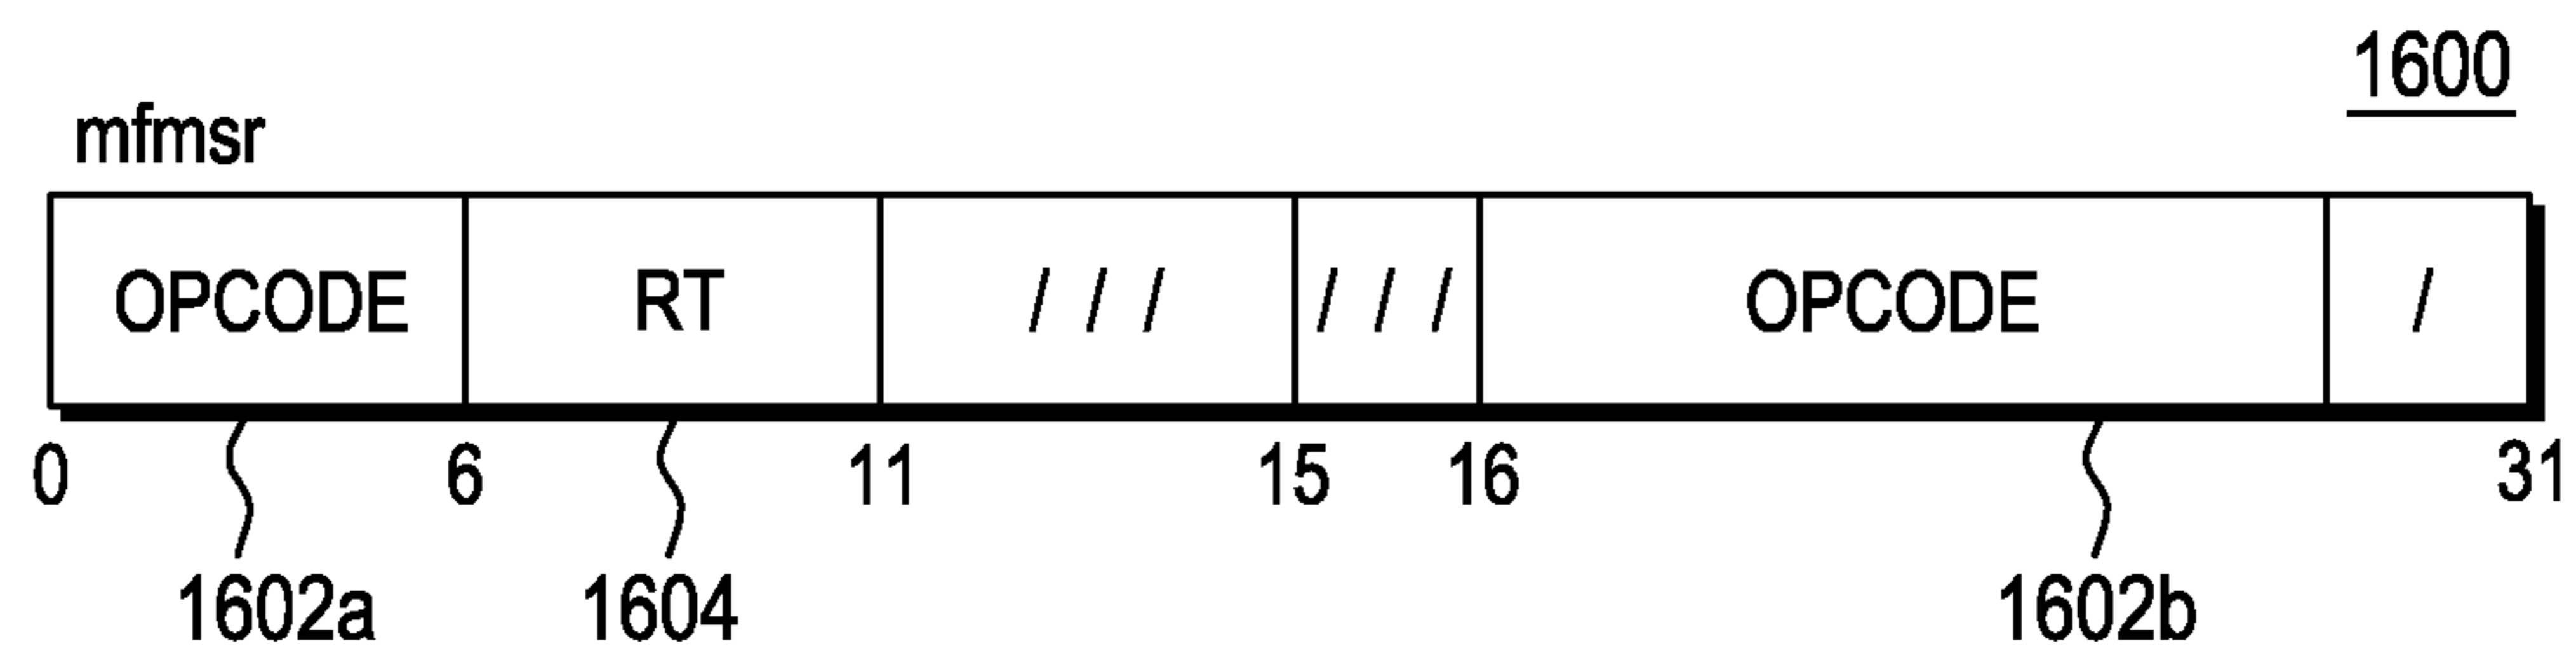 1600
mfmsr
OPCODE RT / / / / / / OPCODE /
0 6 11 15 16 31
1602a 1604 1602b